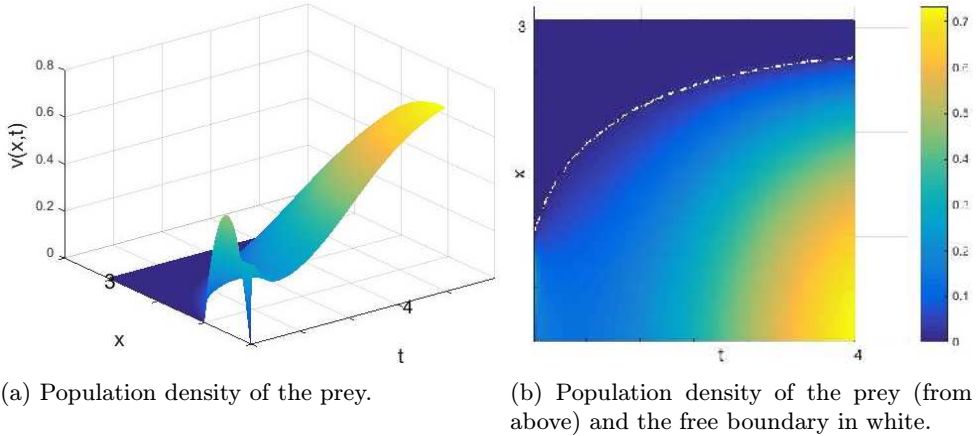 0.8
0.6
0.4
0.2
0
v(x,t)
3
x
4
t
3
x
t
4
0.7
0.6
0.5
0.4
0.3
0.2
0.1
0
(a) Population density of the prey.
(b) Population density of the prey (from
above) and the free boundary in white.